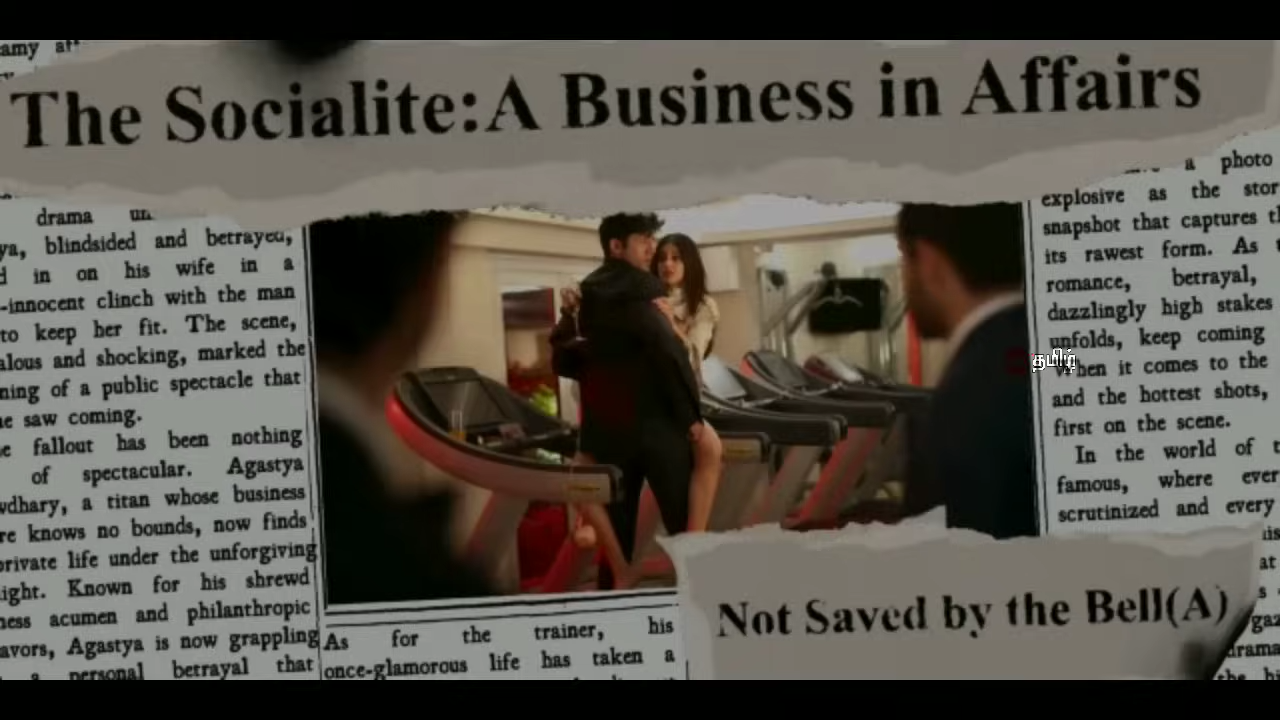 The Socialite:A Business in Affairs
drama
blindsided and betrayed,
in on his wife in a
-innocent clinch with the man
to keep her fit. The scene,
and shocking, marked the
of a public spectacle that
saw coming.
fallout has been nothing
of spectacular. Agastya
a titan whose business
knows no bounds, now finds
private life under the unforgiving
Known for his shrewd
acumen and philanthropic
Agastya is now grappling
a personal betrayal that
As for the trainer, his
once-glamorous life has taken a
a photo
explosive as the
snapshot that captures
its rawest form. As
romance, betrayal,
dazzlingly high stakes
unfolds, keep coming
When it comes to the
and the hottest shots,
first on the scene.
In the world of
famous, where
scrutinized and every
தமிழ்
Not Saved by the Bell(A)